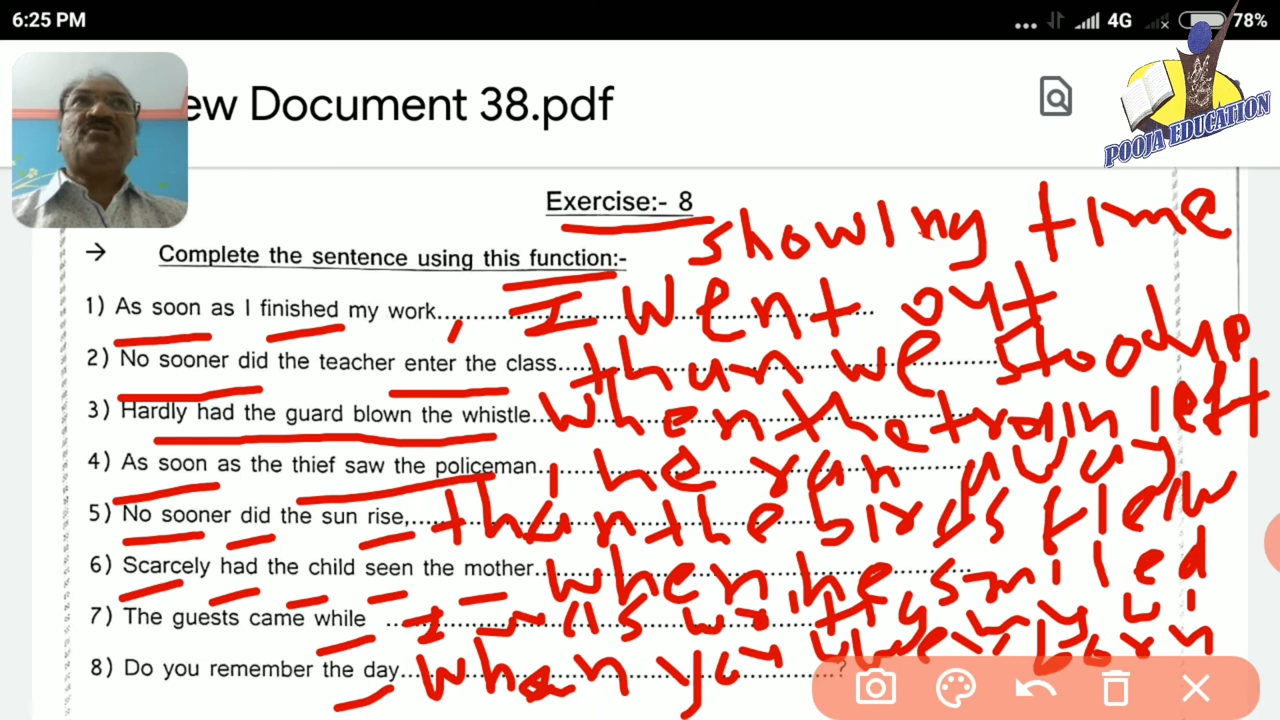 6:25 PM
4G
78%
ew Document 38.pdf
POOJA EDUCATION
Exercise:- 8
showing time
→ Complete the sentence using this function:-
1) As soon as I finished my work......, I went out
2) No sooner did the teacher enter the class...... than we stood up
3) Hardly had the guard blown the whistle...... when the train left
4) As soon as the thief saw the policeman......, he ran away
5) No sooner did the sun rise,...... than the birds flew
6) Scarcely had the child seen the mother...... when he smiled
7) The guests came while ...... I was
8) Do you remember the day...... when you were born ?